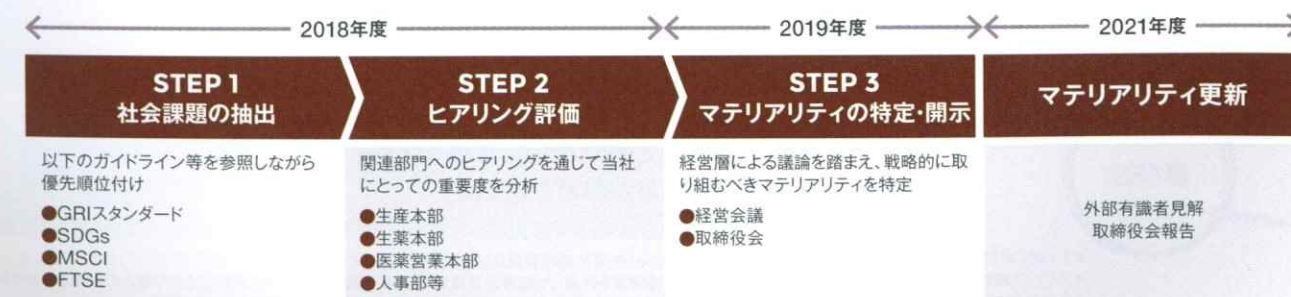 2018年度
2019年度
2021年度
STEP 1
社会課題の抽出
STEP 2
ヒアリング評価
STEP 3
マテリアリティの特定・開示
マテリアリティ更新
以下のガイドライン等を参照しながら
優先順位付け
●GRIスタンダード
●SDGs
●MSCI
●FTSE
関連部門へのヒアリングを通じて当社
にとっての重要度を分析
●生産本部
●生薬本部
●医薬営業本部
●人事部等
経営層による議論を踏まえ、戦略的に取
り組むべきマテリアリティを特定
●経営会議
●取締役会
外部有識者見解
取締役会報告